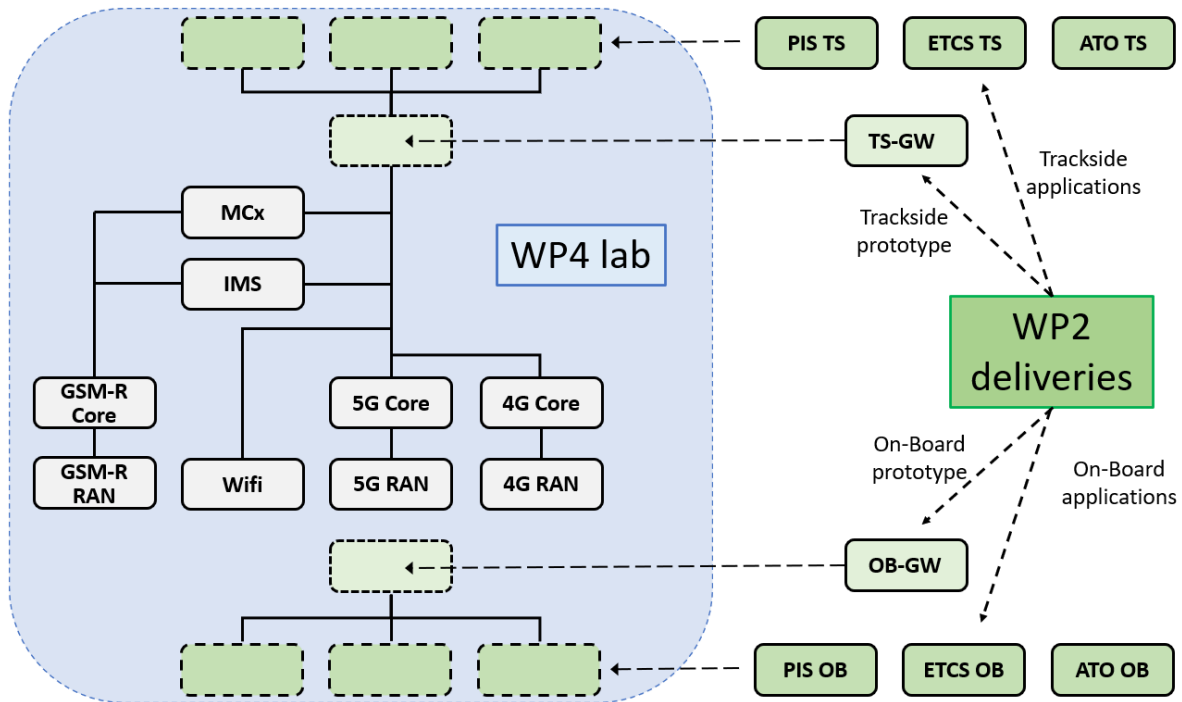 PIS TS
ETCS TS
ATO TS
TS-GW
Trackside
applications
Trackside
prototype
MCx
WP4 lab
IMS
WP2
deliveries
GSM-R
Core
5G Core
4G Core
GSM-R
RAN
Wifi
5G RAN
4G RAN
On-Board
prototype
On-Board
applications
OB-GW
PIS OB
ETCS OB
ATO OB